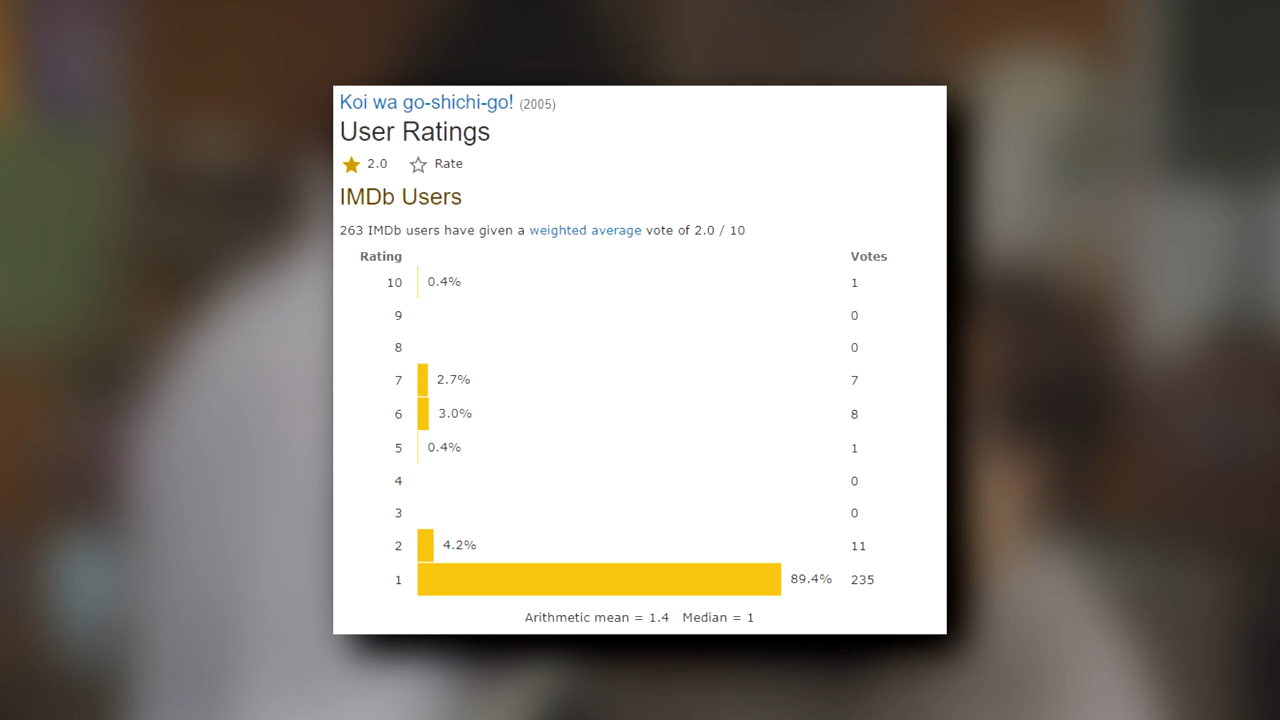 Koi wa go-shichi-go! (2005)
User Ratings
2.0 Rate
IMDb Users
263 IMDb users have given a weighted average vote of 2.0 / 10
Rating Votes
10 0.4% 1
9 0
8 0
7 2.7% 7
6 3.0% 8
5 0.4% 1
4 0
3 0
2 4.2% 11
1 89.4% 235
Arithmetic mean = 1.4 Median = 1